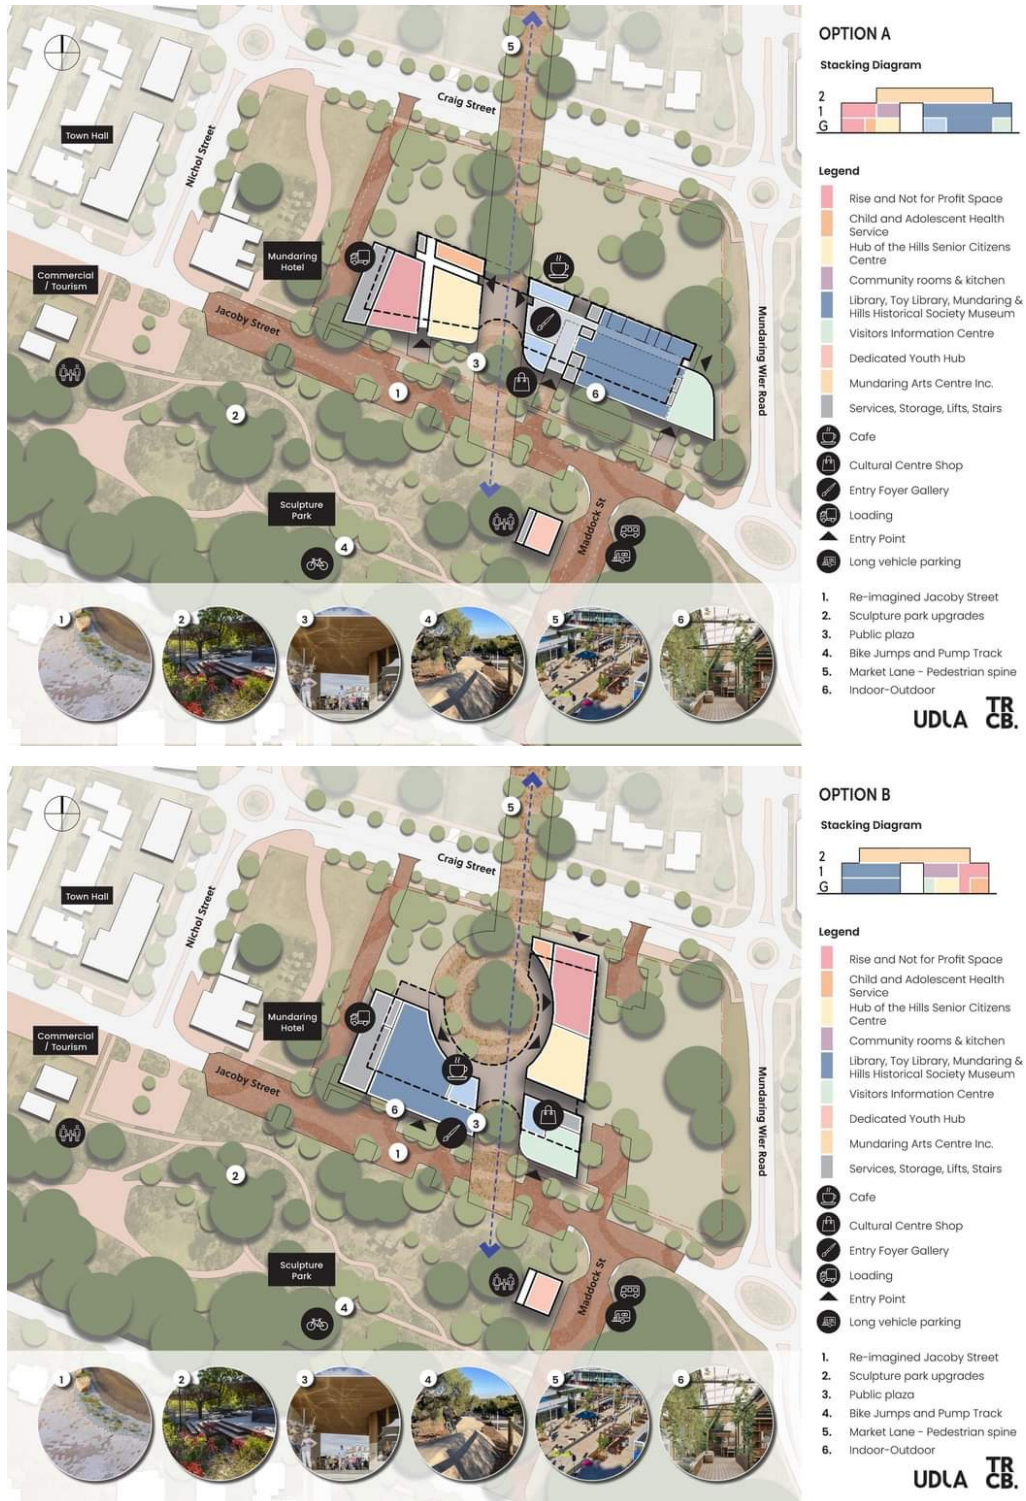 OPTION A
Stacking Diagram
2
1
G
Legend
Rise and Not for Profit Space
Child and Adolescent Health
Service
Hub of the Hills Senior Citizens
Centre
Community rooms & kitchen
Library, Toy Library, Mundaring &
Hills Historical Society Museum
Visitors Information Centre
Dedicated Youth Hub
Mundaring Arts Centre Inc.
Services, Storage, Lifts, Stairs
Cafe
Cultural Centre Shop
Entry Foyer Gallery
Loading
Entry Point
Long vehicle parking
1. Re-imagined Jacoby Street
2. Sculpture park upgrades
3. Public plaza
4. Bike Jumps and Pump Track
5. Market Lane - Pedestrian spine
6. Indoor-Outdoor
UDLA
TR
CB.
5
Craig Street
Town Hall
Nichol Street
Mundaring
Hotel
Commercial
/ Tourism
Jacoby Street
Mundaring Wier Road
3
1
6
2
Sculpture
Park
Maddock St
4
1
2
3
4
5
6
OPTION B
Stacking Diagram
2
1
G
Legend
Rise and Not for Profit Space
Child and Adolescent Health
Service
Hub of the Hills Senior Citizens
Centre
Community rooms & kitchen
Library, Toy Library, Mundaring &
Hills Historical Society Museum
Visitors Information Centre
Dedicated Youth Hub
Mundaring Arts Centre Inc.
Services, Storage, Lifts, Stairs
Cafe
Cultural Centre Shop
Entry Foyer Gallery
Loading
Entry Point
Long vehicle parking
1. Re-imagined Jacoby Street
2. Sculpture park upgrades
3. Public plaza
4. Bike Jumps and Pump Track
5. Market Lane - Pedestrian spine
6. Indoor-Outdoor
UDLA
TR
CB.
5
Craig Street
Town Hall
Nichol Street
Mundaring
Hotel
Commercial
/ Tourism
Jacoby Street
Mundaring Wier Road
6
3
1
2
Sculpture
Park
Maddock St
4
1
2
3
4
5
6